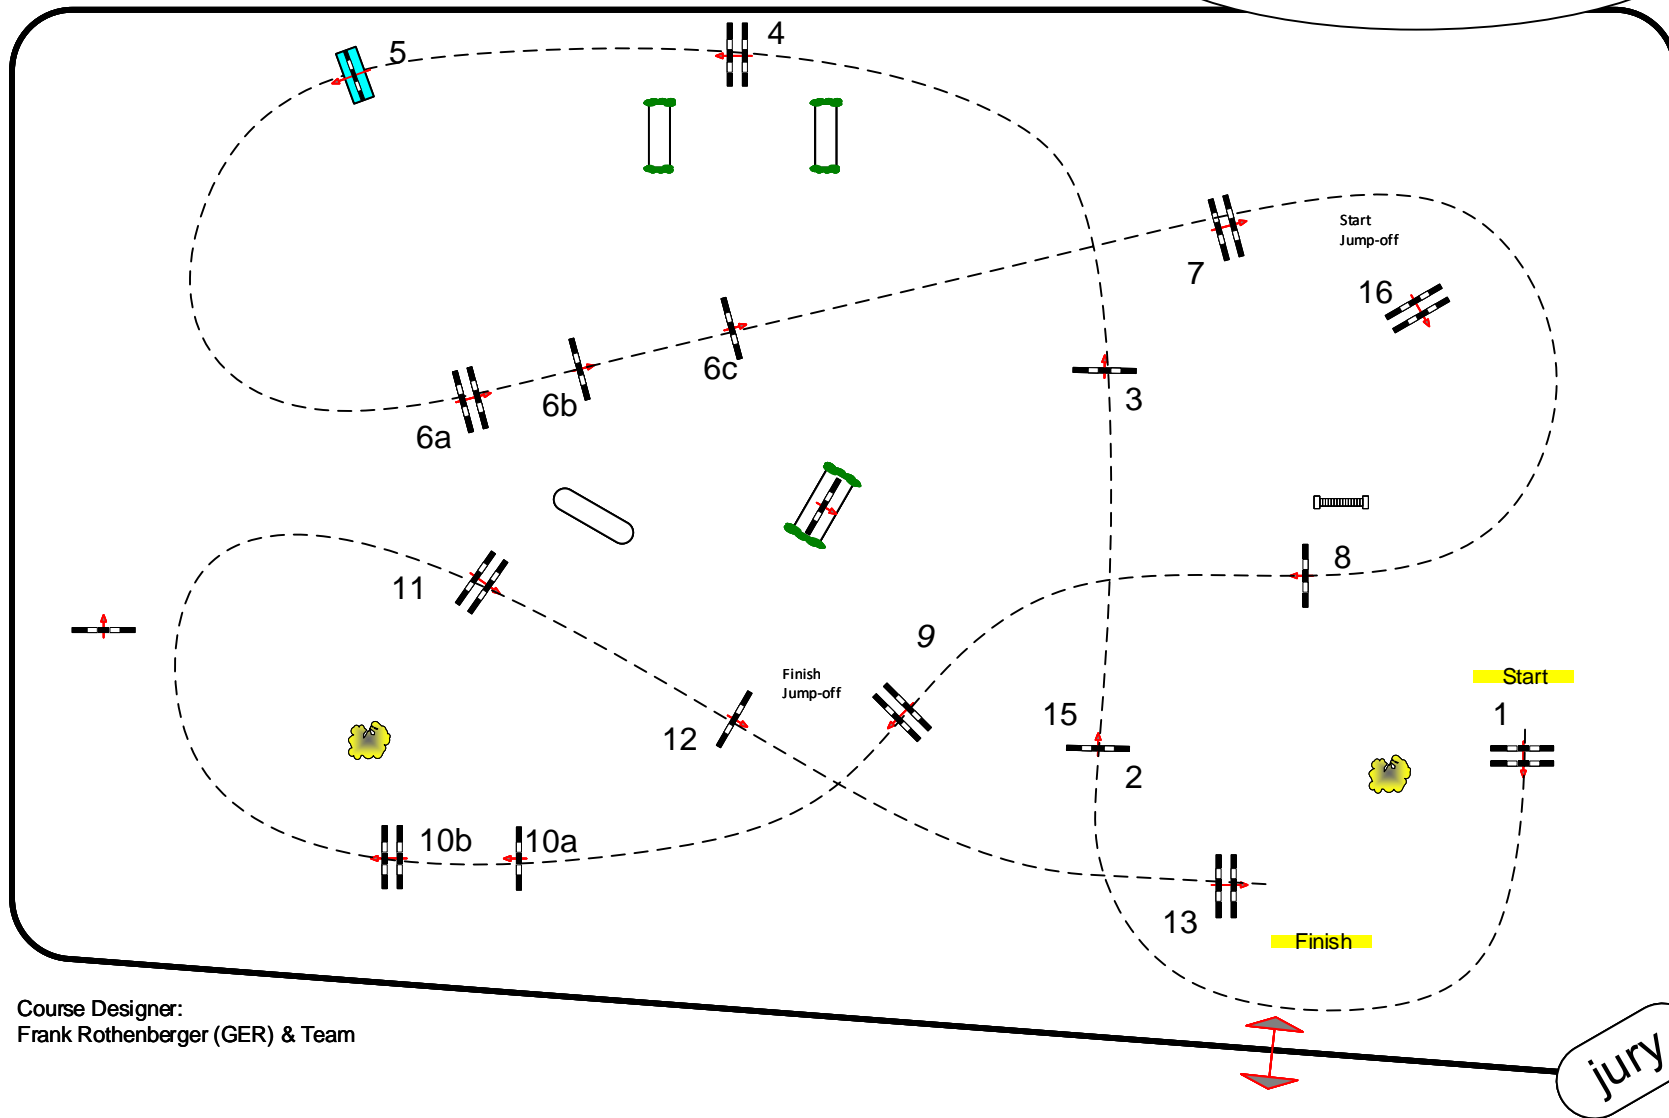 5
4
Start
Jump-off
7
16
6c
3
6b
6a
8
11
9
Finish
Jump-off
Start
15
1
12
2
10b
10a
13
Finish
Course Designer:
Frank Rothenberger (GER) & Team
jury